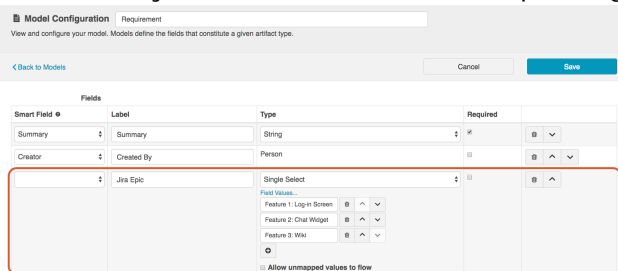 Model Configuration Requirement
View and configure your model. Models define the fields that constitute a given artifact type.
Back to Models Cancel Save
Fields
Smart Field Label Type Required
Summary Summary String
Creator Created By Person
Jira Epic Single Select
Field Values...
Feature 1: Log-in Screen
Feature 2: Chat Widget
Feature 3: Wiki
Allow unmapped values to flow